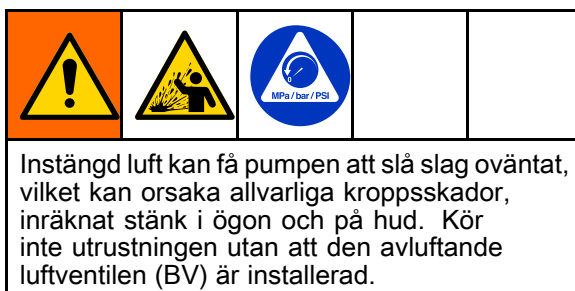 0
MPa / bar / PSI
Instängd luft kan få pumpen att slå slag oväntat,
vilket kan orsaka allvarliga kroppsskador,
inräknat stänk i ögon och på hud. Kör
inte utrustningen utan att den avluftande
luftventilen (BV) är installerad.